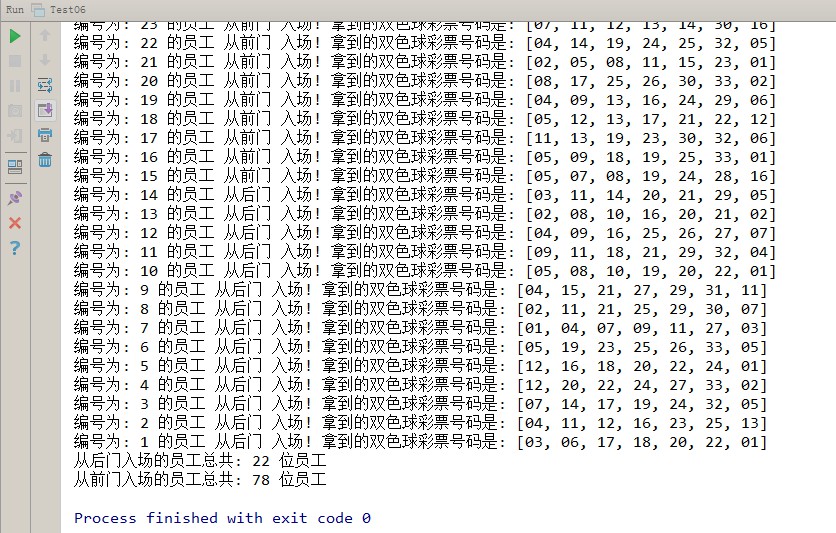 Run Test06
编号为: 23 的员工 从前门 入场! 拿到的双色球彩票号码是: [07, 11, 12, 13, 14, 30, 16]
编号为: 22 的员工 从前门 入场! 拿到的双色球彩票号码是: [04, 14, 19, 24, 25, 32, 05]
编号为: 21 的员工 从前门 入场! 拿到的双色球彩票号码是: [02, 05, 08, 11, 15, 23, 01]
编号为: 20 的员工 从前门 入场! 拿到的双色球彩票号码是: [08, 17, 25, 26, 30, 33, 02]
编号为: 19 的员工 从前门 入场! 拿到的双色球彩票号码是: [04, 09, 13, 16, 24, 29, 06]
编号为: 18 的员工 从前门 入场! 拿到的双色球彩票号码是: [05, 12, 13, 17, 21, 22, 12]
编号为: 17 的员工 从前门 入场! 拿到的双色球彩票号码是: [11, 13, 19, 23, 30, 32, 06]
编号为: 16 的员工 从前门 入场! 拿到的双色球彩票号码是: [05, 09, 18, 19, 25, 33, 01]
编号为: 15 的员工 从前门 入场! 拿到的双色球彩票号码是: [05, 07, 08, 19, 24, 28, 16]
编号为: 14 的员工 从后门 入场! 拿到的双色球彩票号码是: [03, 11, 14, 20, 21, 29, 05]
编号为: 13 的员工 从后门 入场! 拿到的双色球彩票号码是: [02, 08, 10, 16, 20, 21, 02]
编号为: 12 的员工 从后门 入场! 拿到的双色球彩票号码是: [04, 09, 16, 25, 26, 27, 07]
编号为: 11 的员工 从后门 入场! 拿到的双色球彩票号码是: [09, 11, 18, 21, 29, 32, 04]
编号为: 10 的员工 从后门 入场! 拿到的双色球彩票号码是: [05, 08, 10, 19, 20, 22, 01]
编号为: 9 的员工 从后门 入场! 拿到的双色球彩票号码是: [04, 15, 21, 27, 29, 31, 11]
编号为: 8 的员工 从后门 入场! 拿到的双色球彩票号码是: [02, 11, 21, 25, 29, 30, 07]
编号为: 7 的员工 从后门 入场! 拿到的双色球彩票号码是: [01, 04, 07, 09, 11, 27, 03]
编号为: 6 的员工 从后门 入场! 拿到的双色球彩票号码是: [05, 19, 23, 25, 26, 33, 05]
编号为: 5 的员工 从后门 入场! 拿到的双色球彩票号码是: [12, 16, 18, 20, 22, 24, 01]
编号为: 4 的员工 从后门 入场! 拿到的双色球彩票号码是: [12, 20, 22, 24, 27, 33, 02]
编号为: 3 的员工 从后门 入场! 拿到的双色球彩票号码是: [07, 14, 17, 19, 24, 32, 05]
编号为: 2 的员工 从后门 入场! 拿到的双色球彩票号码是: [04, 11, 12, 16, 23, 25, 13]
编号为: 1 的员工 从后门 入场! 拿到的双色球彩票号码是: [03, 06, 17, 18, 20, 22, 01]
从后门入场的员工总共: 22 位员工
从前门入场的员工总共: 78 位员工
Process finished with exit code 0